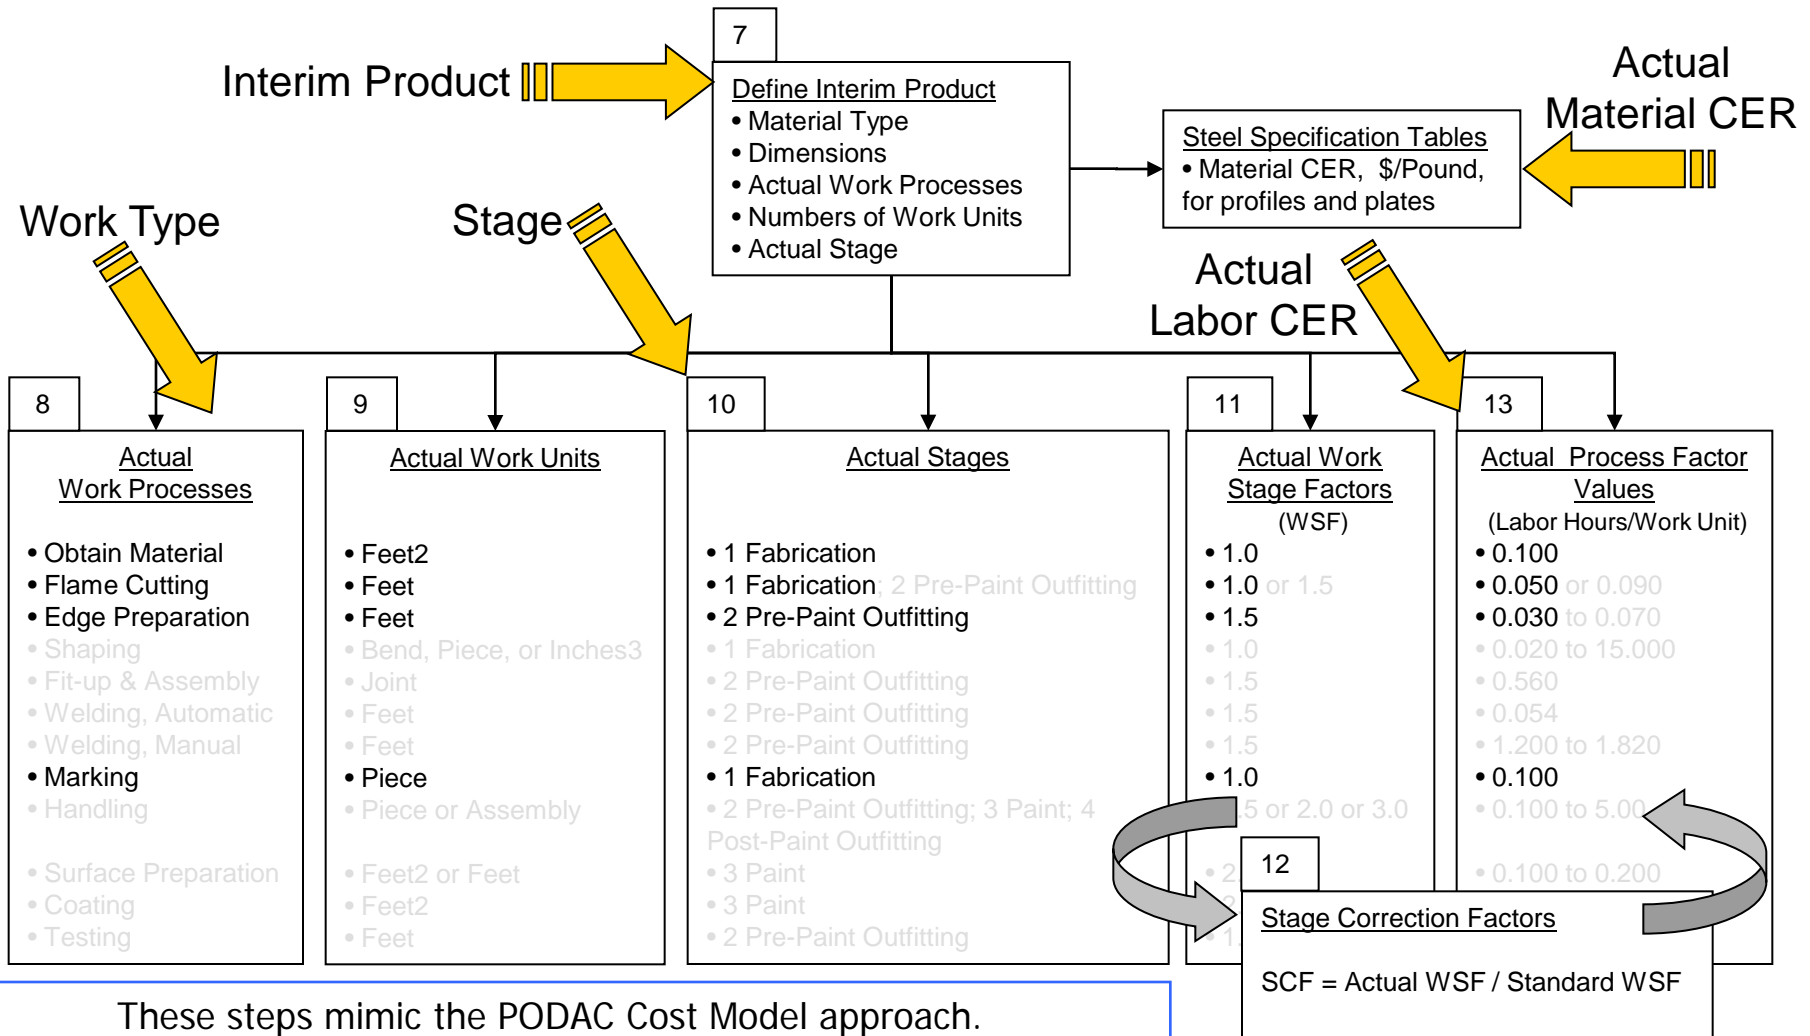 7
Interim Product
Define Interim Product
• Material Type
• Dimensions
• Actual Work Processes
• Numbers of Work Units
• Actual Stage
Steel Specification Tables
• Material CER, $/Pound,
for profiles and plates
Actual
Material CER
Work Type
Stage
Actual
Labor CER
8
Actual
Work Processes
• Obtain Material
• Flame Cutting
• Edge Preparation
• Shaping
• Fit-up & Assembly
• Welding, Automatic
• Welding, Manual
• Marking
• Handling
• Surface Preparation
• Coating
• Testing
9
Actual Work Units
• Feet2
• Feet
• Feet
• Bend, Piece, or Inches3
• Joint
• Feet
• Feet
• Piece
• Piece or Assembly
• Feet2 or Feet
• Feet2
• Feet
10
Actual Stages
• 1 Fabrication
• 1 Fabrication; 2 Pre-Paint Outfitting
• 2 Pre-Paint Outfitting
• 1 Fabrication
• 2 Pre-Paint Outfitting
• 2 Pre-Paint Outfitting
• 2 Pre-Paint Outfitting
• 1 Fabrication
• 2 Pre-Paint Outfitting; 3 Paint; 4
Post-Paint Outfitting
• 3 Paint
• 3 Paint
• 2 Pre-Paint Outfitting
11
Actual Work
Stage Factors
(WSF)
• 1.0
• 1.0 or 1.5
• 1.5
• 1.0
• 1.5
• 1.5
• 1.5
• 1.0
.5 or 2.0 or 3.0
13
Actual Process Factor
Values
(Labor Hours/Work Unit)
• 0.100
• 0.050 or 0.090
• 0.030 to 0.070
• 0.020 to 15.000
• 0.560
• 0.054
• 1.200 to 1.820
• 0.100
• 0.100 to 5.00
• 0.100 to 0.200
12
Stage Correction Factors
SCF = Actual WSF / Standard WSF
These steps mimic the PODAC Cost Model approach.